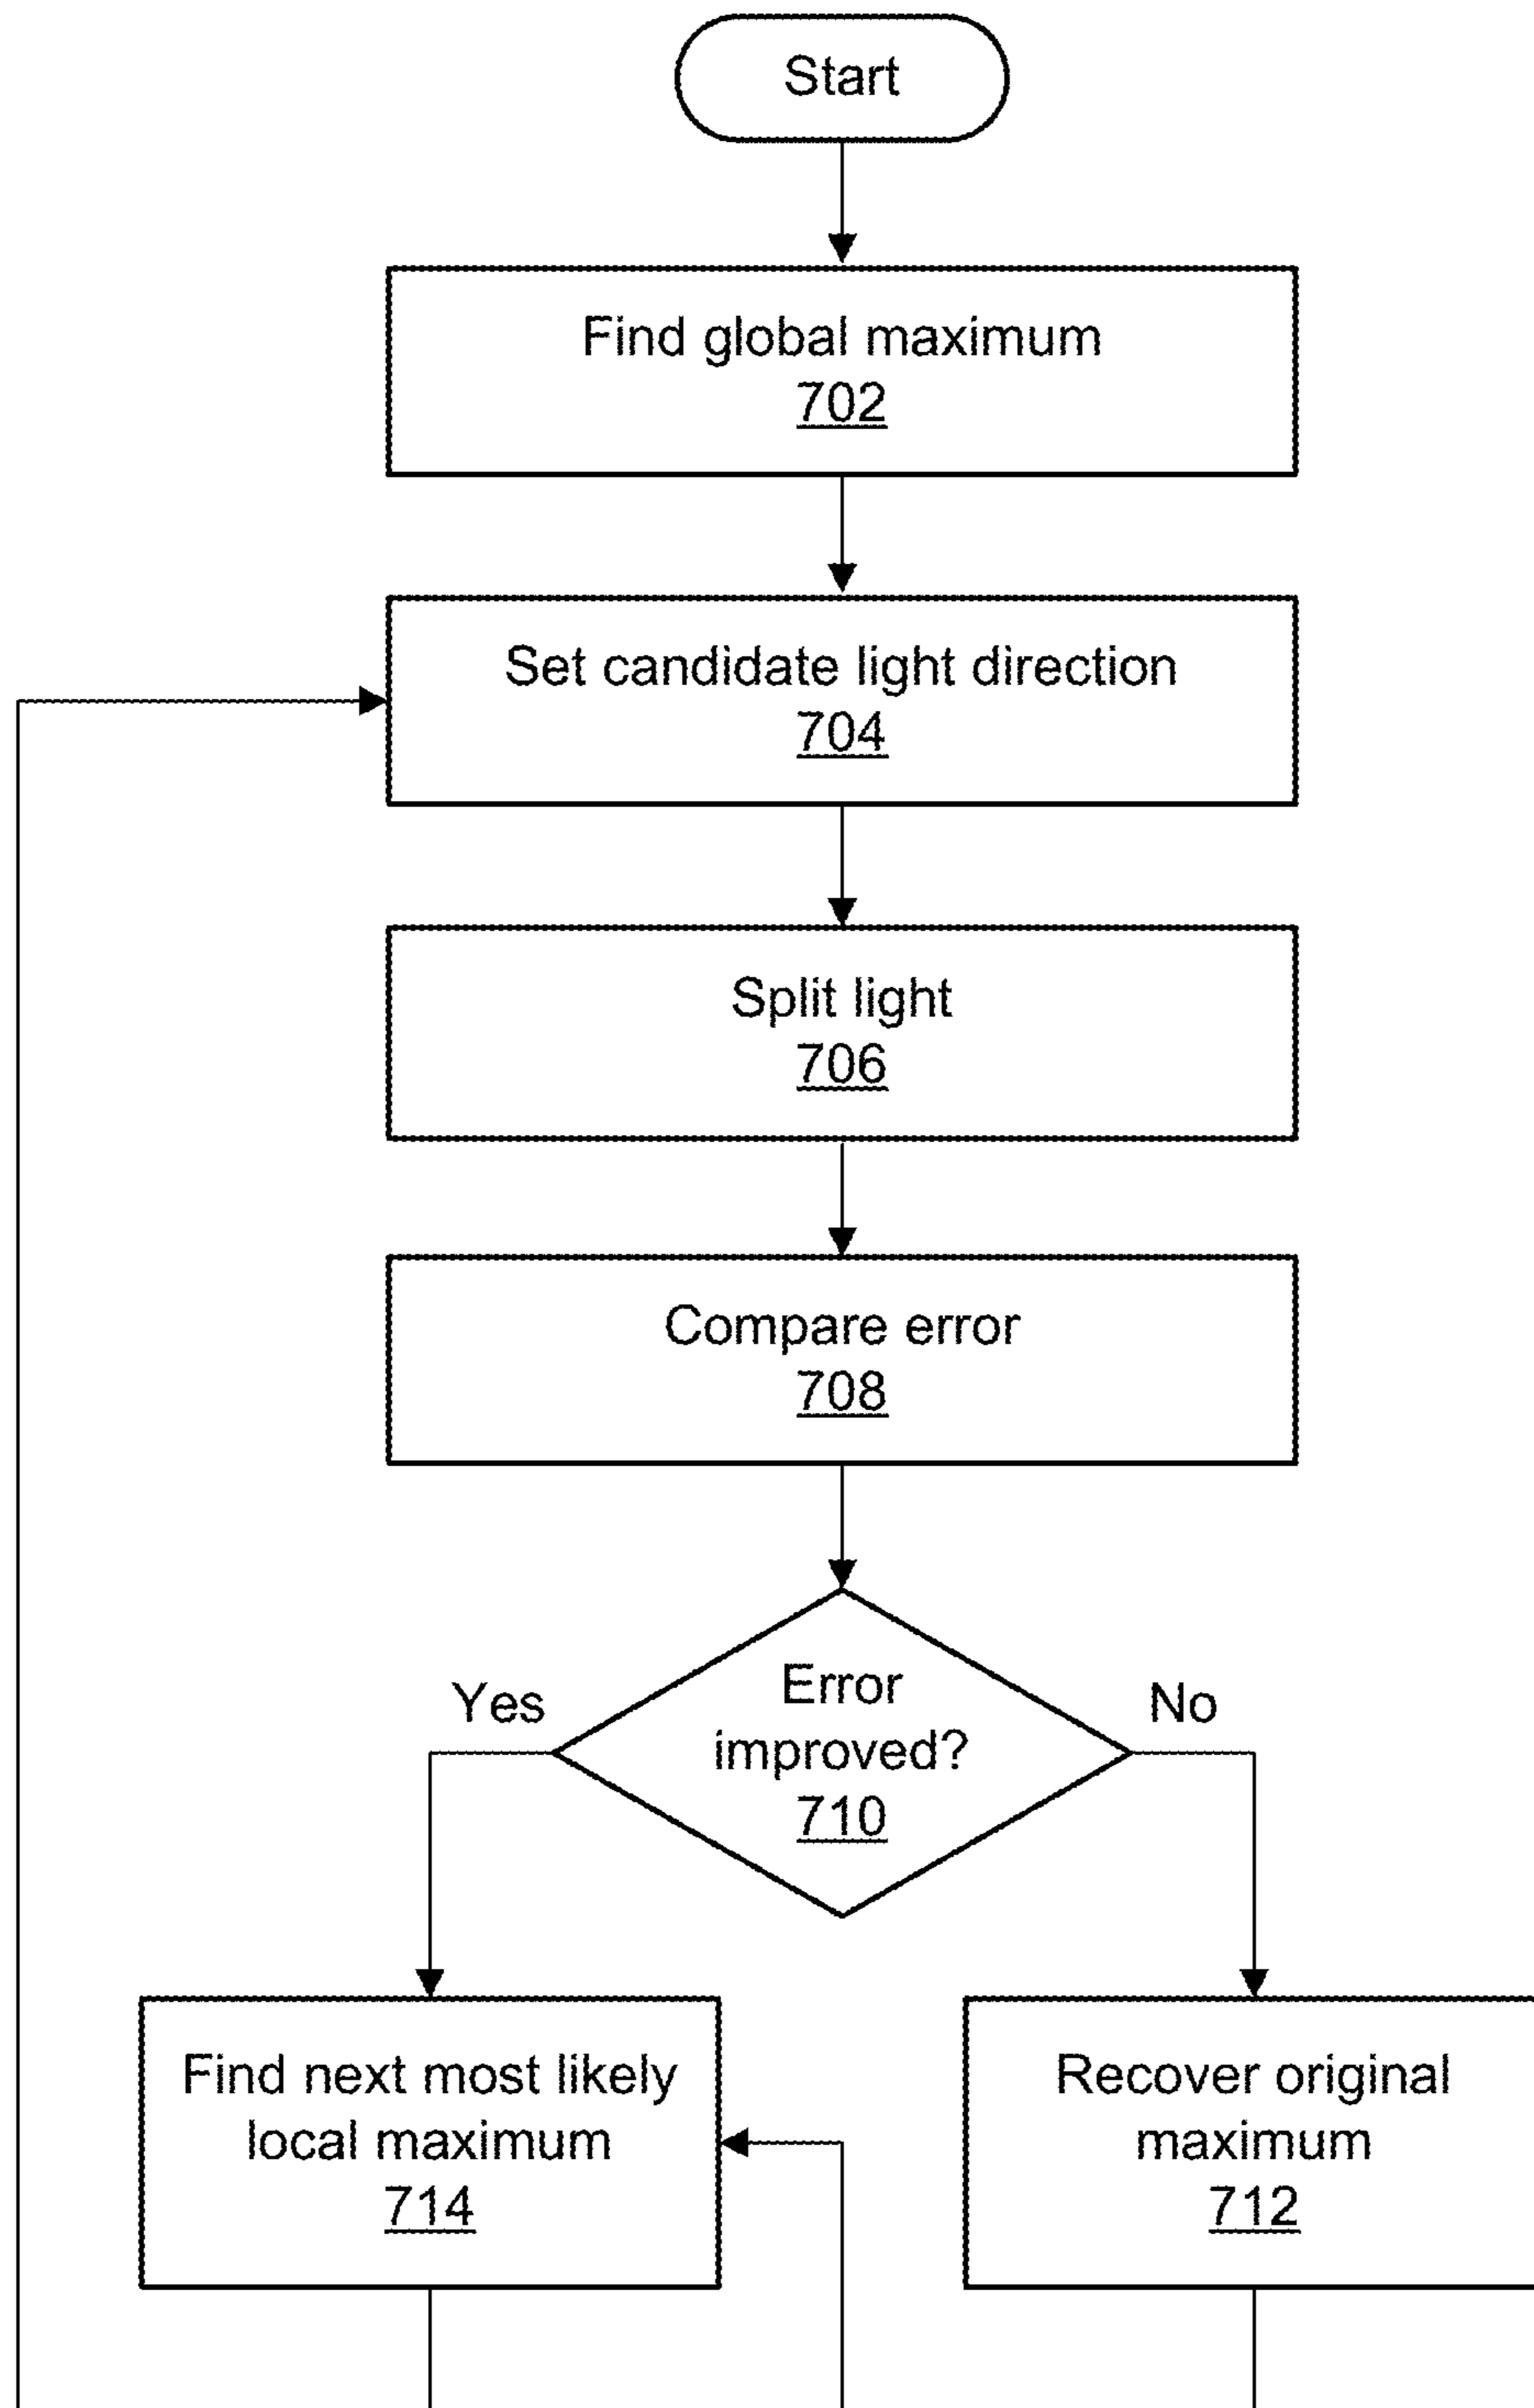 Start
Find global maximum
702
Set candidate light direction
704
Split light
706
Compare error
708
Error
improved?
710
Yes
No
Find next most likely
local maximum
714
Recover original
maximum
712